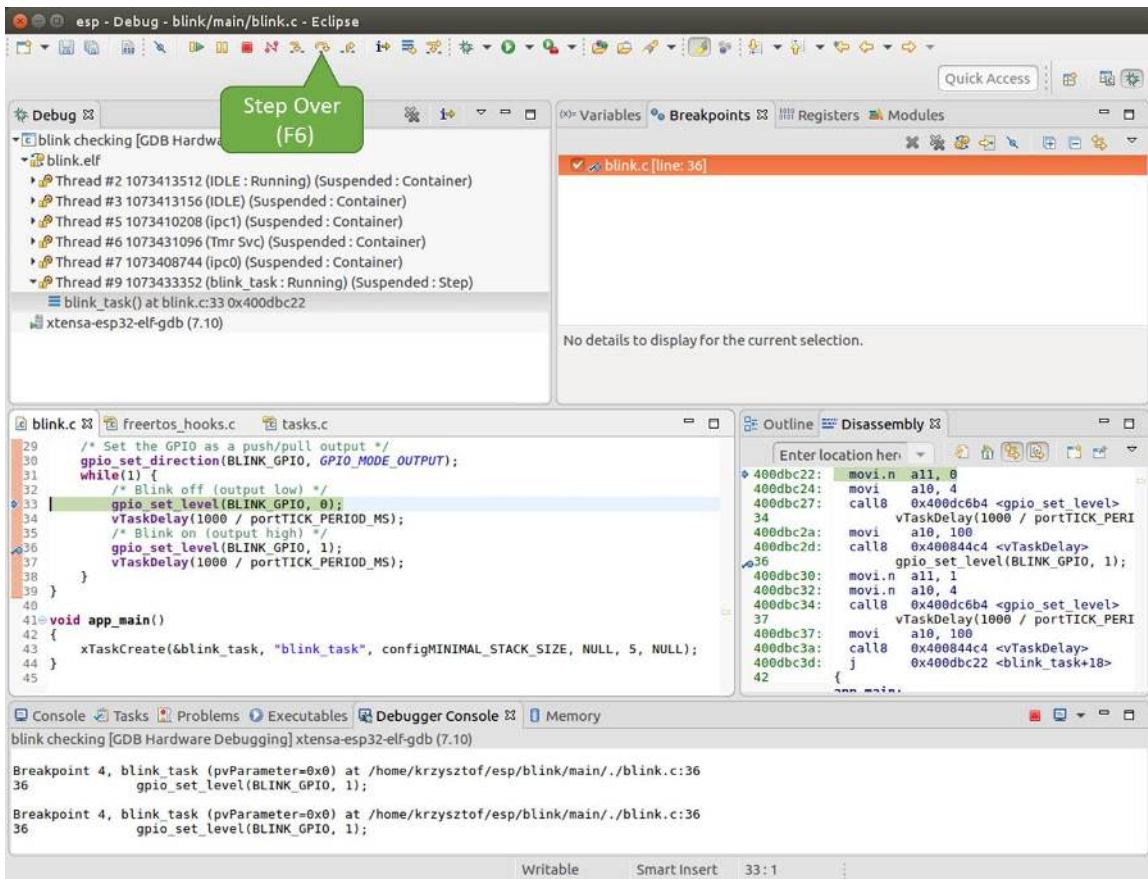 esp - Debug - blink/main/blink.c - Eclipse
Step Over
(F6)
Quick Access
Debug
blink checking [GDB Hardwa
blink.elf
Thread #2 1073413512 (IDLE : Running) (Suspended : Container)
Thread #3 1073413156 (IDLE) (Suspended : Container)
Thread #5 1073410208 (ipc1) (Suspended : Container)
Thread #6 1073431096 (Tmr Svc) (Suspended : Container)
Thread #7 1073408744 (ipc0) (Suspended : Container)
Thread #9 1073433352 (blink_task : Running) (Suspended : Step)
blink_task() at blink.c:33 0x400dbc22
xtensa-esp32-elf-gdb (7.10)
(x)= Variables Breakpoints Registers Modules
blink.c [line: 36]
No details to display for the current selection.
blink.c freertos_hooks.c tasks.c
29 /* Set the GPIO as a push/pull output */
30 gpio_set_direction(BLINK_GPIO, GPIO_MODE_OUTPUT);
31 while(1) {
32 /* Blink off (output low) */
33 gpio_set_level(BLINK_GPIO, 0);
34 vTaskDelay(1000 / portTICK_PERIOD_MS);
35 /* Blink on (output high) */
36 gpio_set_level(BLINK_GPIO, 1);
37 vTaskDelay(1000 / portTICK_PERIOD_MS);
38 }
39 }
40
41 void app_main()
42 {
43 xTaskCreate(&blink_task, "blink_task", configMINIMAL_STACK_SIZE, NULL, 5, NULL);
44 }
45
Outline Disassembly
Enter location her
400dbc22: movi.n a11, 0
400dbc24: movi a10, 4
400dbc27: call8 0x400dc6b4 <gpio_set_level>
34 vTaskDelay(1000 / portTICK_PERI
400dbc2a: movi a10, 100
400dbc2d: call8 0x400844c4 <vTaskDelay>
36 gpio_set_level(BLINK_GPIO, 1);
400dbc30: movi.n a11, 1
400dbc32: movi.n a10, 4
400dbc34: call8 0x400dc6b4 <gpio_set_level>
37 vTaskDelay(1000 / portTICK_PERI
400dbc37: movi a10, 100
400dbc3a: call8 0x400844c4 <vTaskDelay>
400dbc3d: j 0x400dbc22 <blink_task+18>
42 {
app_main:
Console Tasks Problems Executables Debugger Console Memory
blink checking [GDB Hardware Debugging] xtensa-esp32-elf-gdb (7.10)
Breakpoint 4, blink_task (pvParameter=0x0) at /home/krzysztof/esp/blink/main/./blink.c:36
36 gpio_set_level(BLINK_GPIO, 1);
Breakpoint 4, blink_task (pvParameter=0x0) at /home/krzysztof/esp/blink/main/./blink.c:36
36 gpio_set_level(BLINK_GPIO, 1);
Writable Smart Insert 33 : 1